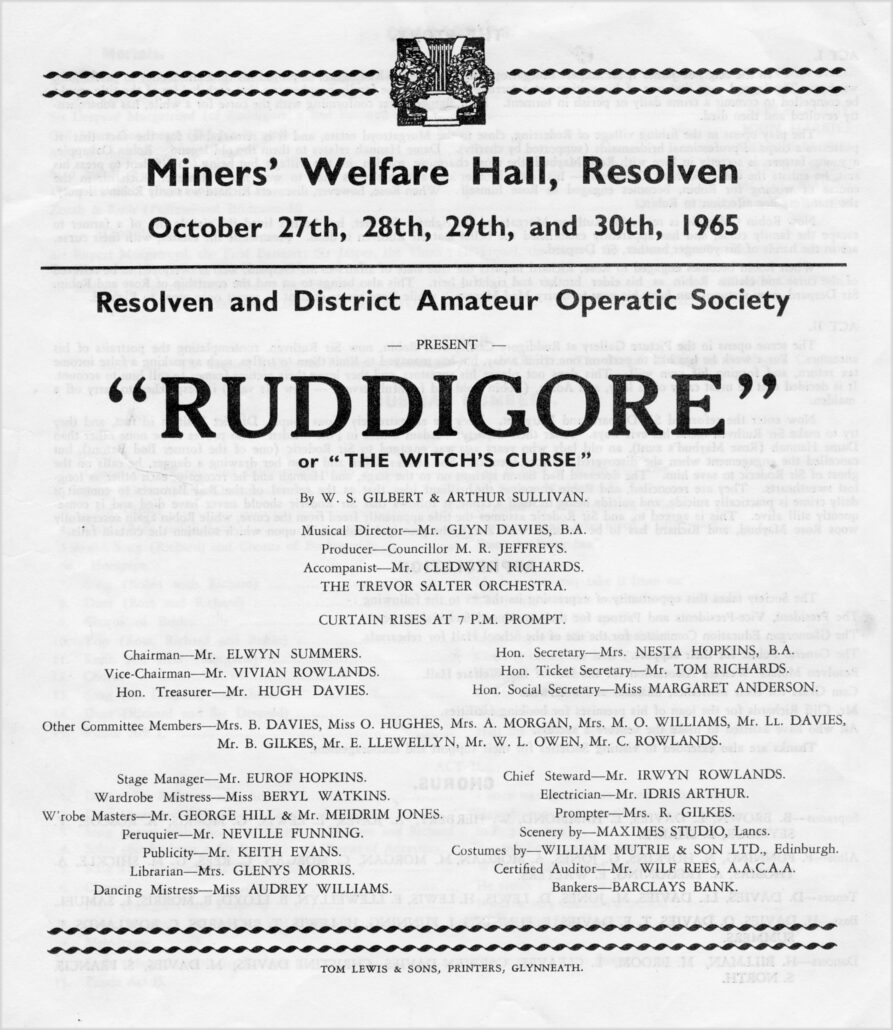 Miners' Welfare Hall, Resolven
October 27th, 28th, 29th, and 30th, 1965
Resolven and District Amateur Operatic Society
— PRESENT —
“RUDDIGORE”
or “THE WITCH'S CURSE”
By W. S. GILBERT & ARTHUR SULLIVAN.
Musical Director—Mr. GLYN DAVIES, B.A.
Producer—Councillor M. R. JEFFREYS.
Accompanist—Mr. CLEDWYN RICHARDS.
THE TREVOR SALTER ORCHESTRA.
CURTAIN RISES AT 7 P.M. PROMPT.
Chairman—Mr. ELWYN SUMMERS.
Vice-Chairman—Mr. VIVIAN ROWLANDS.
Hon. Treasurer—Mr. HUGH DAVIES.
Hon. Secretary—Mrs. NESTA HOPKINS, B.A.
Hon. Ticket Secretary—Mr. TOM RICHARDS.
Hon. Social Secretary—Miss MARGARET ANDERSON.
Other Committee Members—Mrs. B. DAVIES, Miss O. HUGHES, Mrs. A. MORGAN, Mrs. M. O. WILLIAMS, Mr. LL. DAVIES,
Mr. B. GILKES, Mr. E. LLEWELLYN, Mr. W. L. OWEN, Mr. C. ROWLANDS.
Stage Manager—Mr. EUROF HOPKINS.
Wardrobe Mistress—Miss BERYL WATKINS.
W'robe Masters—Mr. GEORGE HILL & Mr. MEIDRIM JONES.
Peruquier—Mr. NEVILLE FUNNING.
Publicity—Mr. KEITH EVANS.
Librarian—Mrs. GLENYS MORRIS.
Dancing Mistress—Miss AUDREY WILLIAMS.
Chief Steward—Mr. IRWYN ROWLANDS.
Electrician—Mr. IDRIS ARTHUR.
Prompter—Mrs. R. GILKES.
Scenery by—MAXIMES STUDIO, Lancs.
Costumes by—WILLIAM MUTRIE & SON LTD., Edinburgh.
Certified Auditor—Mr. WILF REES, A.A.C.A.
Bankers—BARCLAYS BANK.
TOM LEWIS & SONS, PRINTERS, GLYNNEATH.